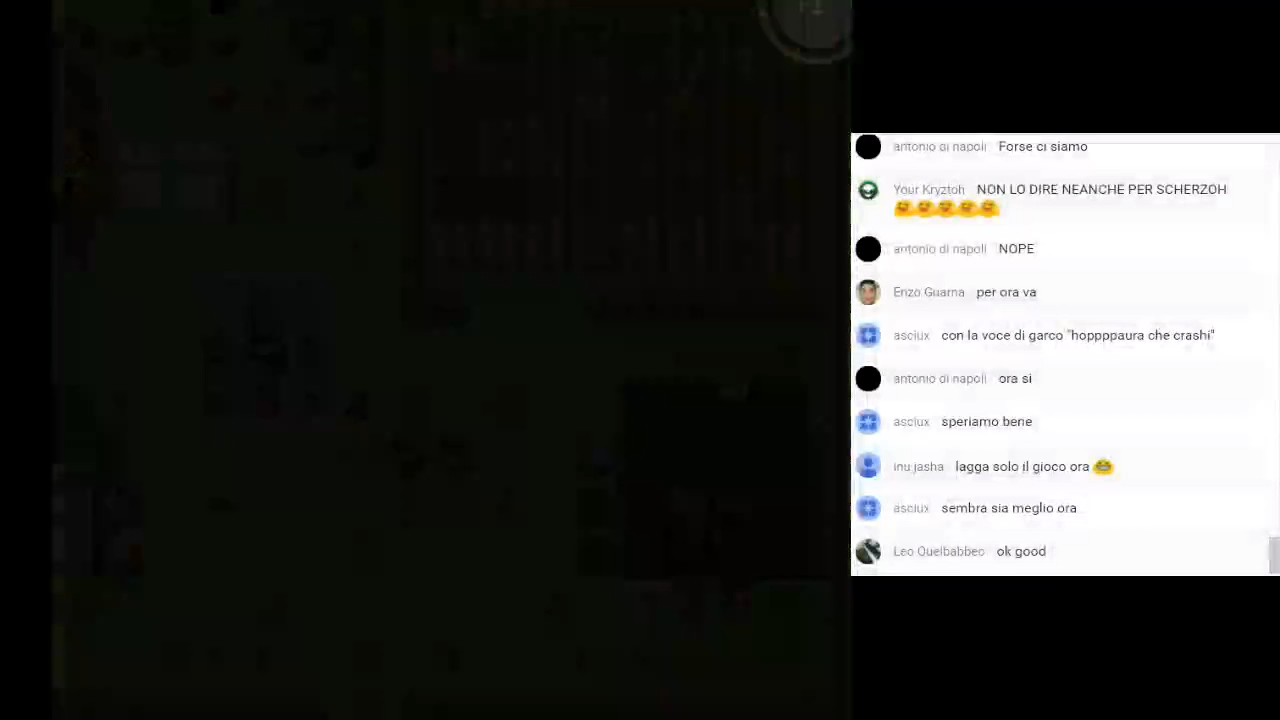 antonio di napoli Forse ci siamo
Your Kryztoh NON LO DIRE NEANCHE PER SCHERZOH
😅😅😅😅😅
antonio di napoli NOPE
Enzo Guarna per ora va
asciux con la voce di garco "hoppppaura che crashi"
antonio di napoli ora si
asciux speriamo bene
inu jasha lagga solo il gioco ora 😂
asciux sembra sia meglio ora
Leo Quelbabbeo ok good